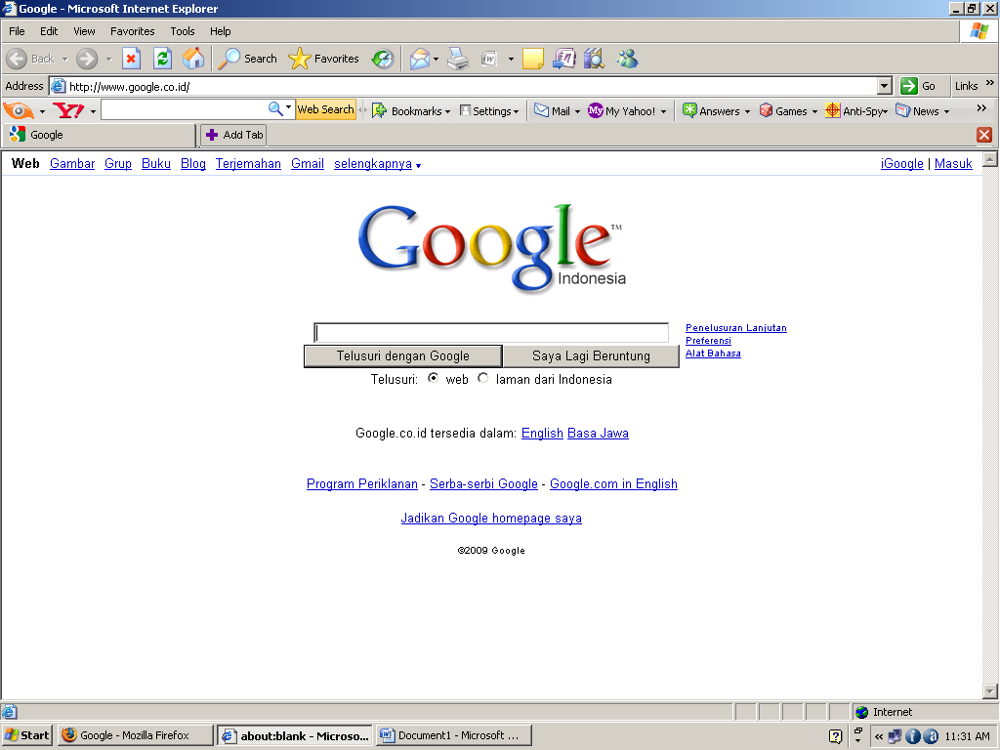 Google - Microsoft Internet Explorer
File Edit View Favorites Tools Help
Back Search Favorites
Address http://www.google.co.id/ Go Links »
Y! Web Search Bookmarks Settings Mail My Yahoo! Answers Games Anti-Spy News »
Google Add Tab
Web Gambar Grup Buku Blog Terjemahan Gmail selengkapnya iGoogle | Masuk
Google™
Indonesia
Penelusuran Lanjutan
Preferensi
Telusuri dengan Google Saya Lagi Beruntung Alat Bahasa
Telusuri: web laman dari Indonesia
Google.co.id tersedia dalam: English Basa Jawa
Program Periklanan - Serba-serbi Google - Google.com in English
Jadikan Google homepage saya
©2009 Google
Internet
Start Google - Mozilla Firefox about:blank - Microso... Document1 - Microsoft ... « 11:31 AM